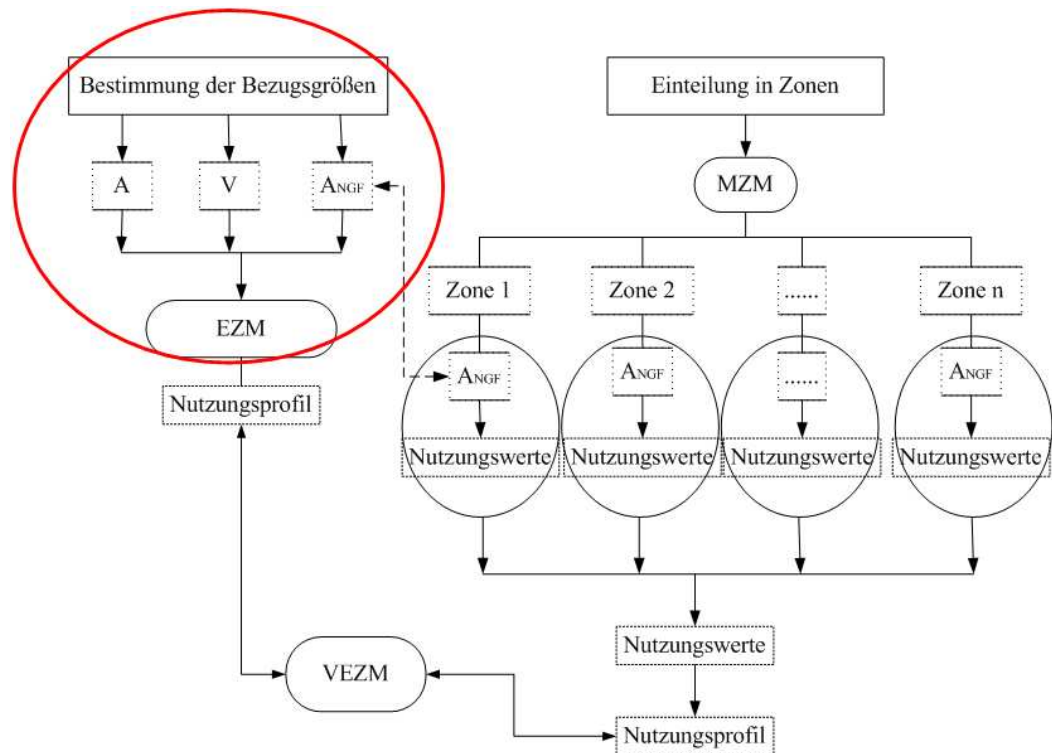 Bestimmung der Bezugsgrößen
A
V
ANGF
EZM
Nutzungsprofil
Einteilung in Zonen
MZM
Zone 1
Zone 2
......
Zone n
ANGF
ANGF
......
ANGF
Nutzungswerte
Nutzungswerte
Nutzungswerte
Nutzungswerte
Nutzungswerte
VEZM
Nutzungsprofil